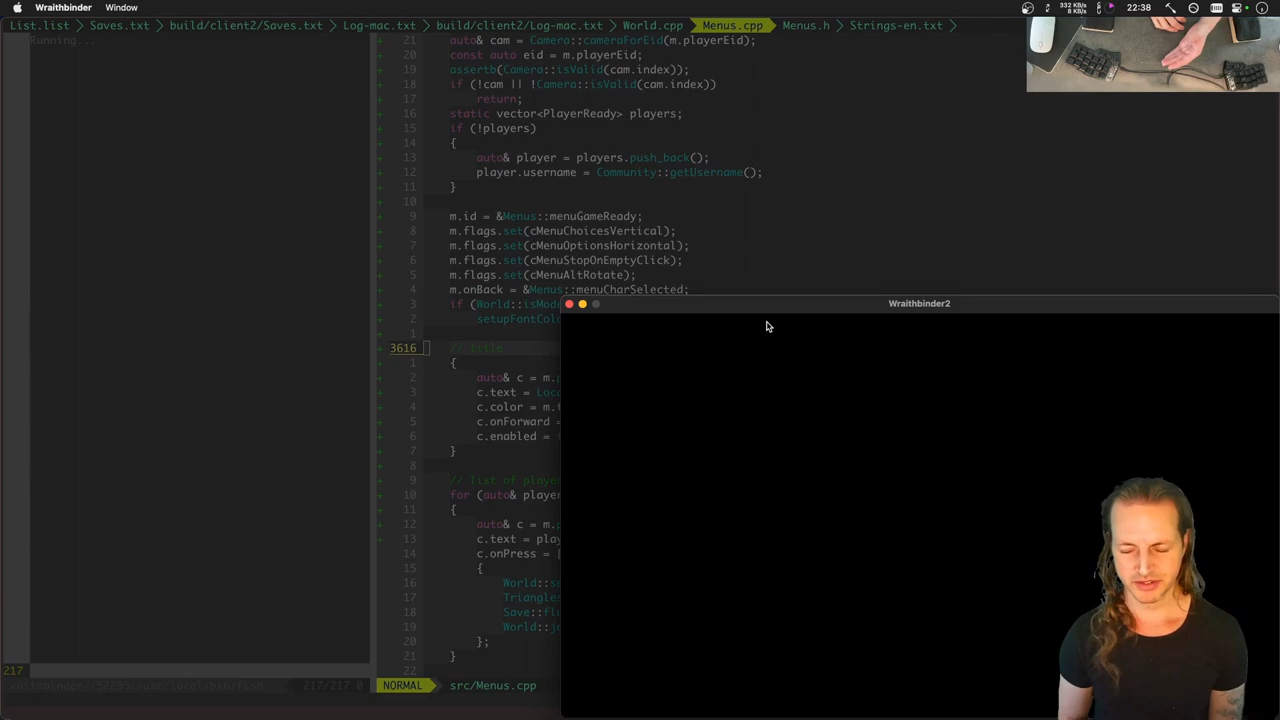 Wraithbinder Window
332 KB/s
8 KB/s
22:38
List.list > Saves.txt > build/client2/Saves.txt > Log-mac.txt > build/client2/Log-mac.txt > World.cpp Menus.cpp Menus.h > Strings-en.txt >
Running...
+ 21 auto& cam = Camera::cameraForEid(m.playerEid);
+ 20 const auto eid = m.playerEid;
+ 19 assertb(Camera::isValid(cam.index));
+ 18 if (!cam || !Camera::isValid(cam.index))
+ 17 return;
+ 16 static vector<PlayerReady> players;
+ 15 if (!players)
+ 14 {
+ 13 auto& player = players.push_back();
+ 12 player.username = Community::getUsername();
+ 11 }
+ 10
+ 9 m.id = &Menus::menuGameReady;
+ 8 m.flags.set(cMenuChoicesVertical);
+ 7 m.flags.set(cMenuOptionsHorizontal);
+ 6 m.flags.set(cMenuStopOnEmptyClick);
+ 5 m.flags.set(cMenuAltRotate);
+ 4 m.onBack = &Menus::menuCharSelected;
+ 3 if (World::isMod
+ 2 setupFontColo
+ 1
+ 3616 // title
+ 1 {
+ 2 auto& c = m.
+ 3 c.text = Loc
+ 4 c.color = m.
+ 5 c.onForward =
+ 6 c.enabled =
+ 7 }
+ 8
+ 9 // list of playe
+ 10 for (auto& playe
+ 11 {
+ 12 auto& c = m.
+ 13 c.text = play
14 c.onPress = [
15 {
16 World::s
17 Triangles
18 Save::fl
19 World::j
20 };
21 }
22
Wraithbinder2
217
217/217 0
NORMAL src/Menus.cpp